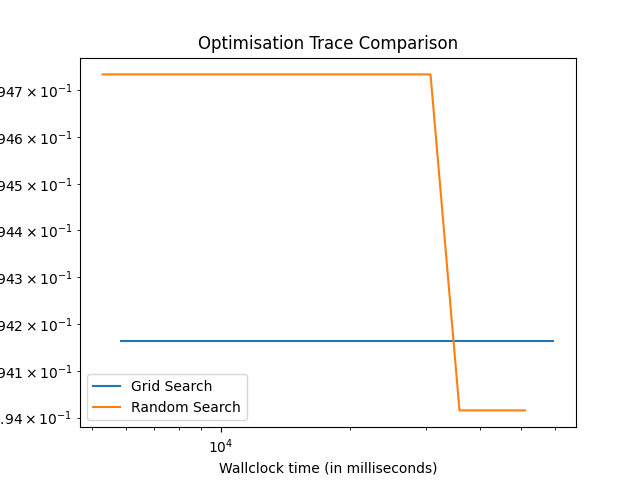 Optimisation Trace Comparison
947 × 10⁻¹
946 × 10⁻¹
945 × 10⁻¹
944 × 10⁻¹
943 × 10⁻¹
942 × 10⁻¹
941 × 10⁻¹
.94 × 10⁻¹
Grid Search
Random Search
10⁴
Wallclock time (in milliseconds)